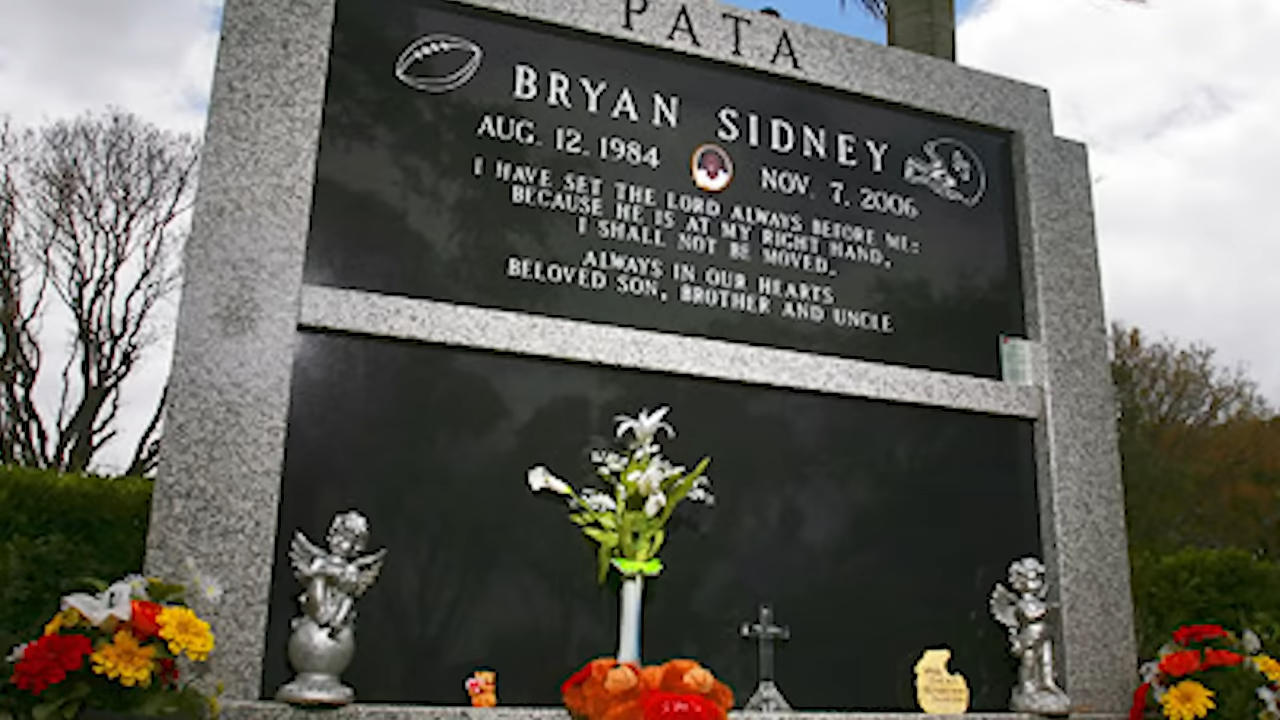 PATA
BRYAN SIDNEY
AUG. 12, 1984 NOV. 7, 2006
I HAVE SET THE LORD ALWAYS BEFORE ME:
BECAUSE HE IS AT MY RIGHT HAND,
I SHALL NOT BE MOVED.
ALWAYS IN OUR HEARTS
BELOVED SON, BROTHER AND UNCLE